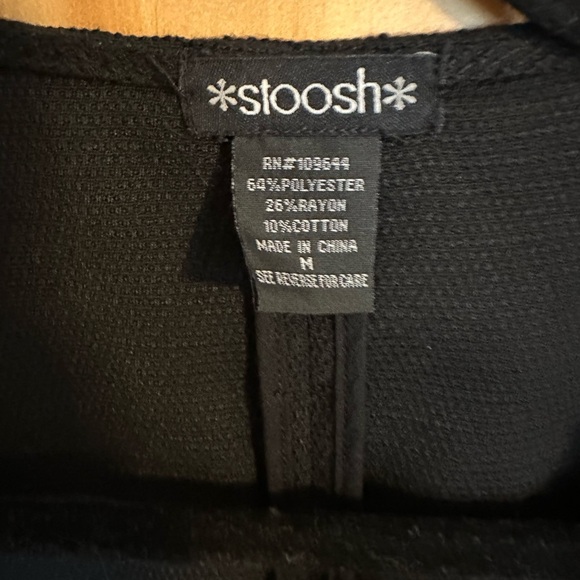 *stoosh*
RN#109644
64%POLYESTER
26%RAYON
10%COTTON
MADE IN CHINA
M
SEE REVERSE FOR CARE